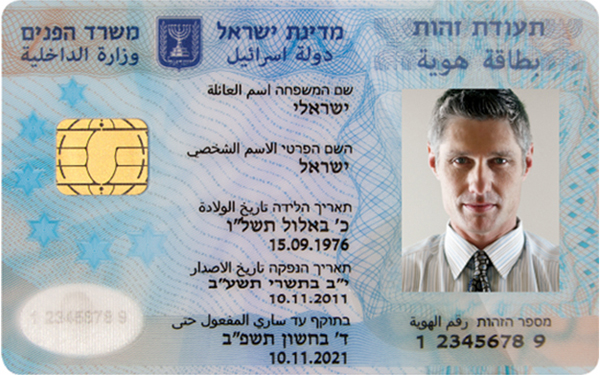 תעודת זהות
بطاقة هوية
מדינת ישראל
دولة اسرائيل
משרד הפנים
وزارة الداخلية
שם המשפחה اسم العائلة
ישראלי
השם הפרטי الاسم الشخصي
ישראל
תאריך הלידה تاريخ الولادة
כ׳ באלול תשל״ו
15.09.1976
תאריך הנפקה تاريخ الاصدار
י״ב בתשרי תשע״ב
10.11.2011
בתוקף עד ساري المفعول حتى
ד׳ בחשון תשפ״ב
10.11.2021
מספר הזהות رقم الهوية
1 2345678 9
1 2345678 9